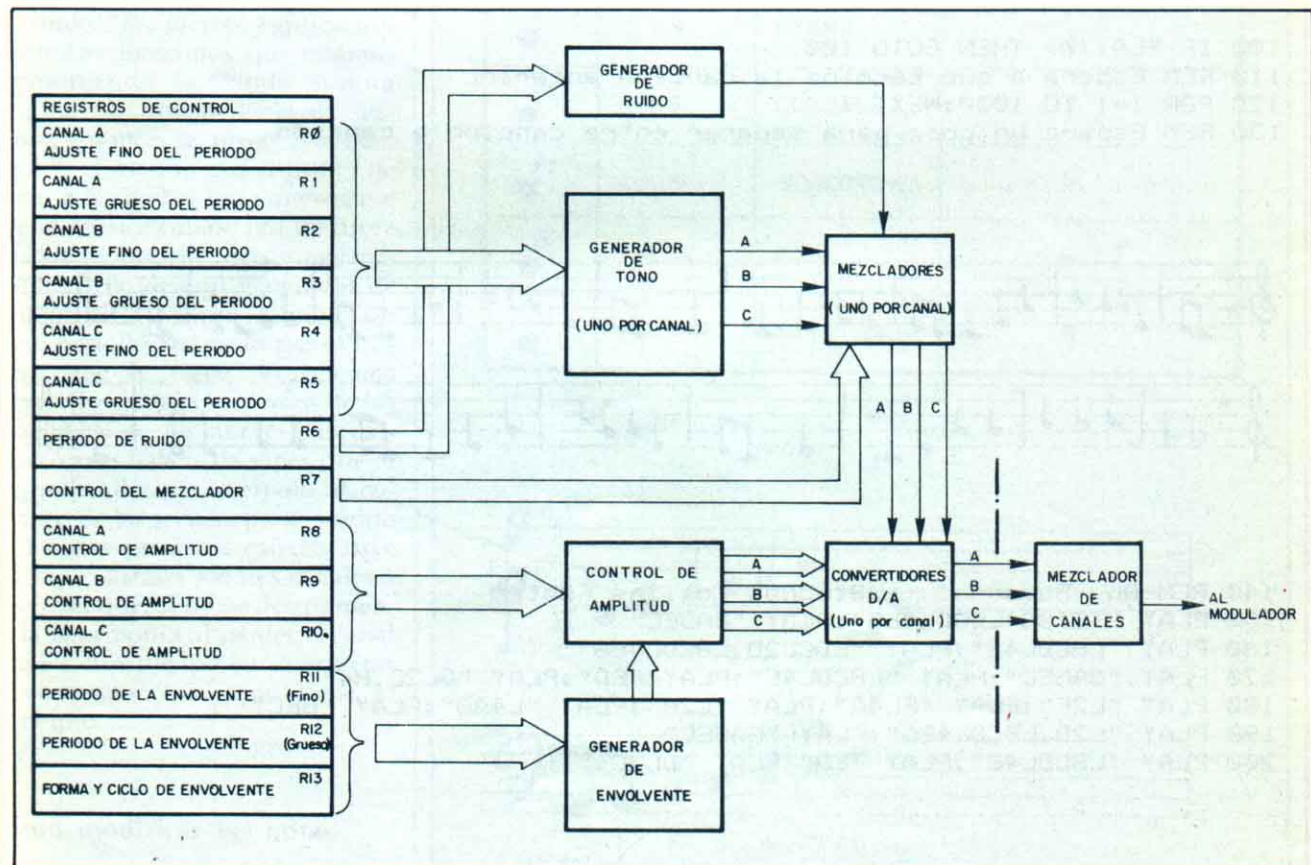 REGISTROS DE CONTROL
CANAL A R0
AJUSTE FINO DEL PERIODO
CANAL A R1
AJUSTE GRUESO DEL PERIODO
CANAL B R2
AJUSTE FINO DEL PERIODO
CANAL B R3
AJUSTE GRUESO DEL PERIODO
CANAL C R4
AJUSTE FINO DEL PERIODO
CANAL C R5
AJUSTE GRUESO DEL PERIODO
PERIODO DE RUIDO R6
CONTROL DEL MEZCLADOR R7
CANAL A R8
CONTROL DE AMPLITUD
CANAL B R9
CONTROL DE AMPLITUD
CANAL C R10
CONTROL DE AMPLITUD
PERIODO DE LA ENVOLVENTE R11 (Fino)
PERIODO DE LA ENVOLVENTE R12 (Grueso)
FORMA Y CICLO DE ENVOLVENTE R13
GENERADOR
DE
RUIDO
GENERADOR
DE
TONO
(UNO POR CANAL)
A
B
C
MEZCLADORES
(UNO POR CANAL)
A B C
CONTROL DE
AMPLITUD
A
B
C
CONVERTIDORES
D/A
(Uno por canal)
A
B
C
MEZCLADOR
CANALES
AL
MODULADOR
GENERADOR
DE
ENVOLVENTE